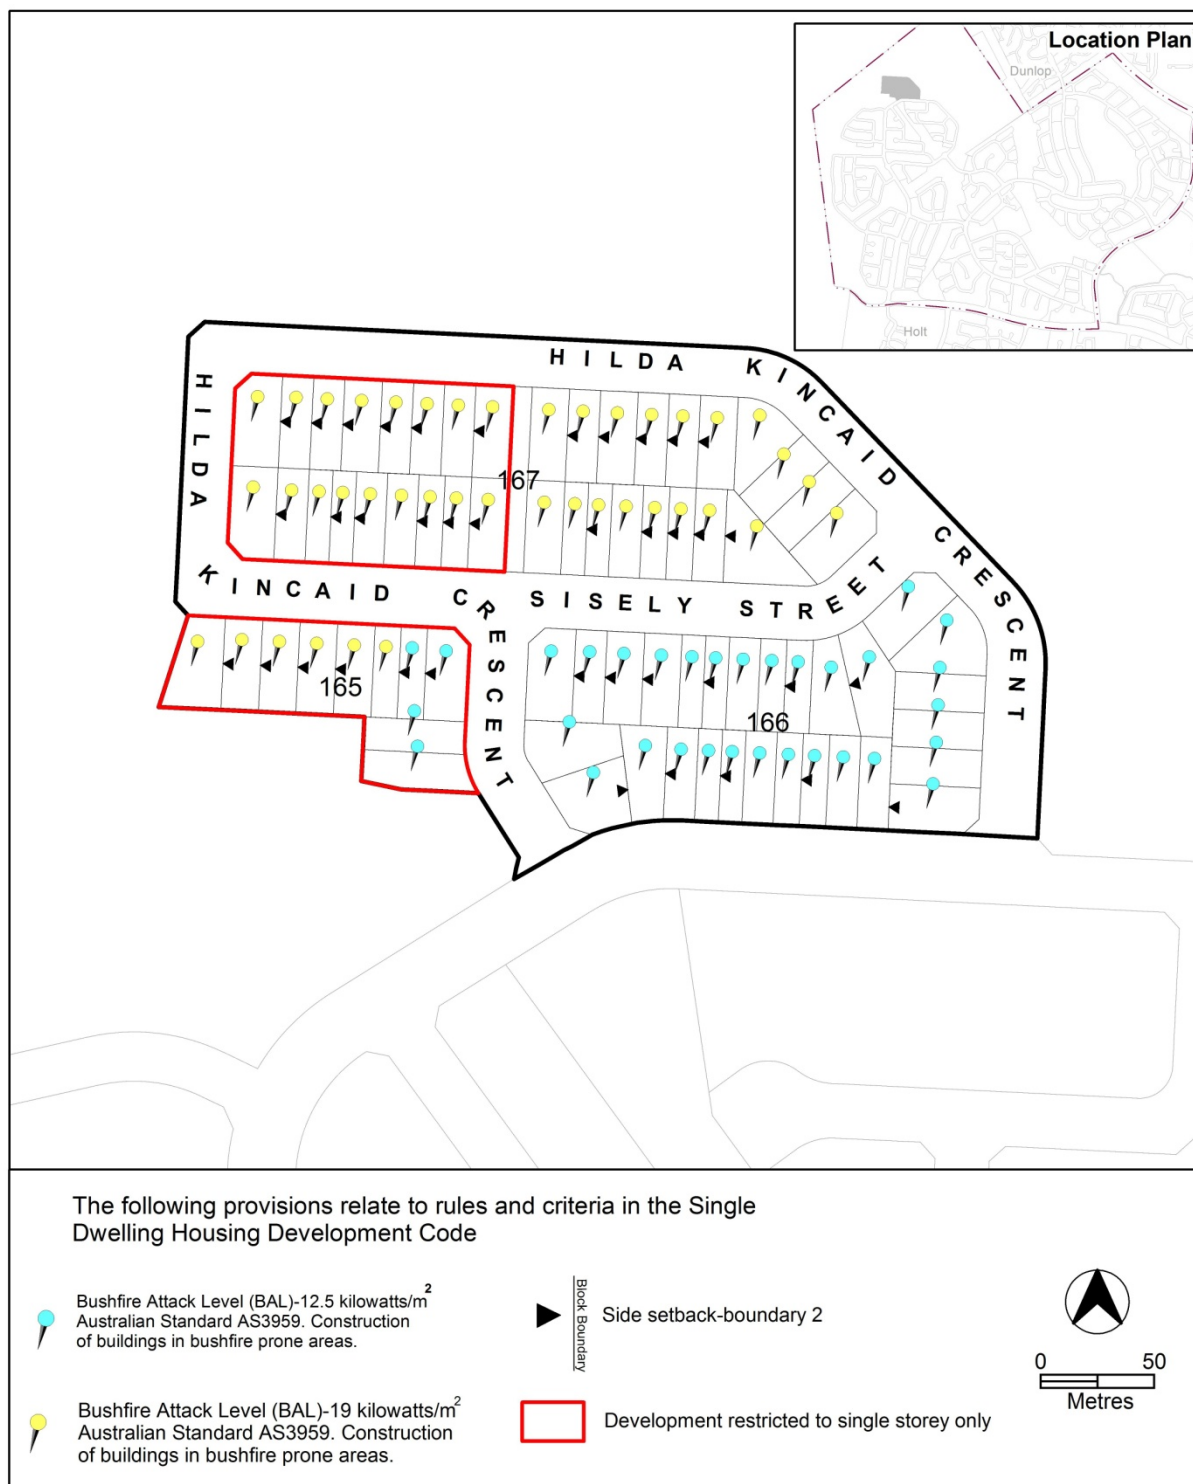 Location Plan
Dunlop
Holt
HILDA KINCAID CRESCENT
HILDA KINCAID CRESCENT
SISELY STREET
167
165
166
The following provisions relate to rules and criteria in the Single
Dwelling Housing Development Code
Bushfire Attack Level (BAL)-12.5 kilowatts/m²
Australian Standard AS3959. Construction
of buildings in bushfire prone areas.
Block Boundary
Side setback-boundary 2
Bushfire Attack Level (BAL)-19 kilowatts/m²
Australian Standard AS3959. Construction
of buildings in bushfire prone areas.
Development restricted to single storey only
0 50
Metres